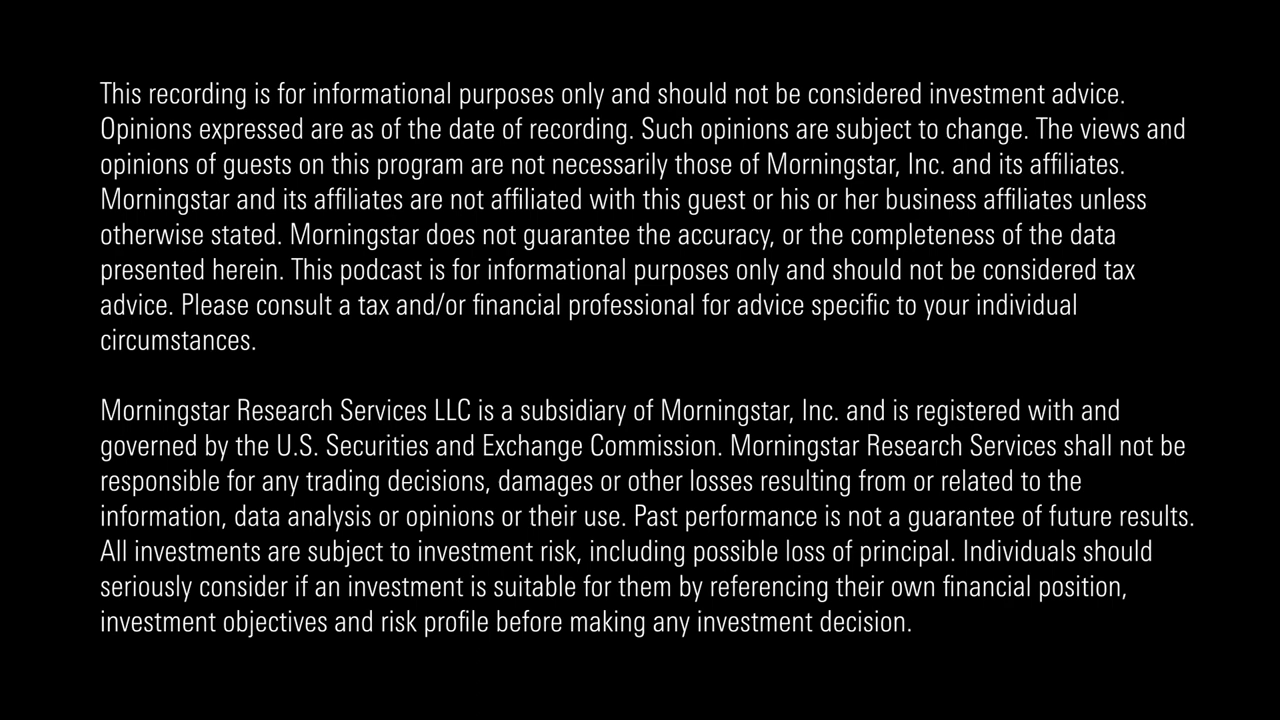 This recording is for informational purposes only and should not be considered investment advice.
Opinions expressed are as of the date of recording. Such opinions are subject to change. The views and
opinions of guests on this program are not necessarily those of Morningstar, Inc. and its affiliates.
Morningstar and its affiliates are not affiliated with this guest or his or her business affiliates unless
otherwise stated. Morningstar does not guarantee the accuracy, or the completeness of the data
presented herein. This podcast is for informational purposes only and should not be considered tax
advice. Please consult a tax and/or financial professional for advice specific to your individual
circumstances.
Morningstar Research Services LLC is a subsidiary of Morningstar, Inc. and is registered with and
governed by the U.S. Securities and Exchange Commission. Morningstar Research Services shall not be
responsible for any trading decisions, damages or other losses resulting from or related to the
information, data analysis or opinions or their use. Past performance is not a guarantee of future results.
All investments are subject to investment risk, including possible loss of principal. Individuals should
seriously consider if an investment is suitable for them by referencing their own financial position,
investment objectives and risk profile before making any investment decision.